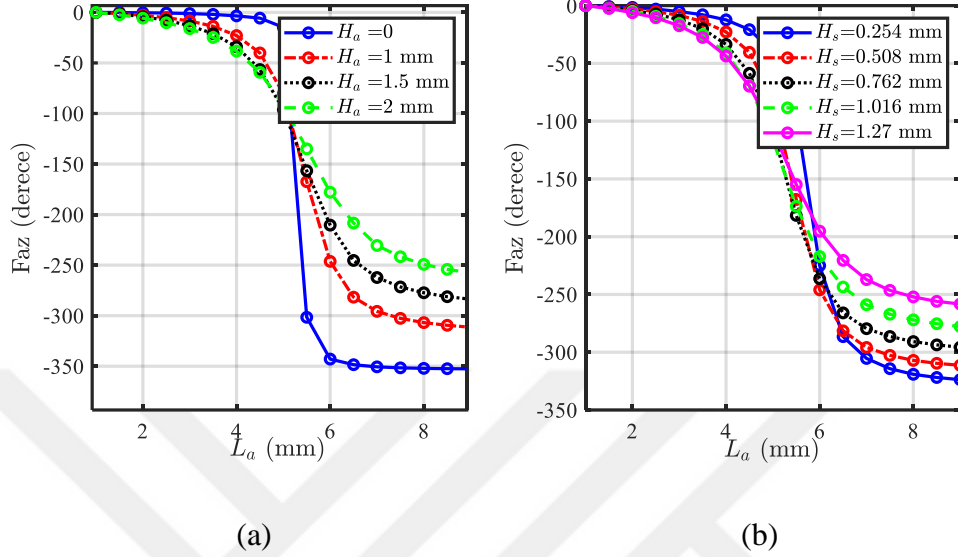 0
-50
-100
-150
-200
-250
-300
-350
Faz (derece)
2
4
6
8
L_a (mm)
H_a =0
H_a =1 mm
H_a =1.5 mm
H_a =2 mm
(a)
0
-50
-100
-150
-200
-250
-300
-350
Faz (derece)
2
4
6
8
L_a (mm)
H_s=0.254 mm
H_s=0.508 mm
H_s=0.762 mm
H_s=1.016 mm
H_s=1.27 mm
(b)